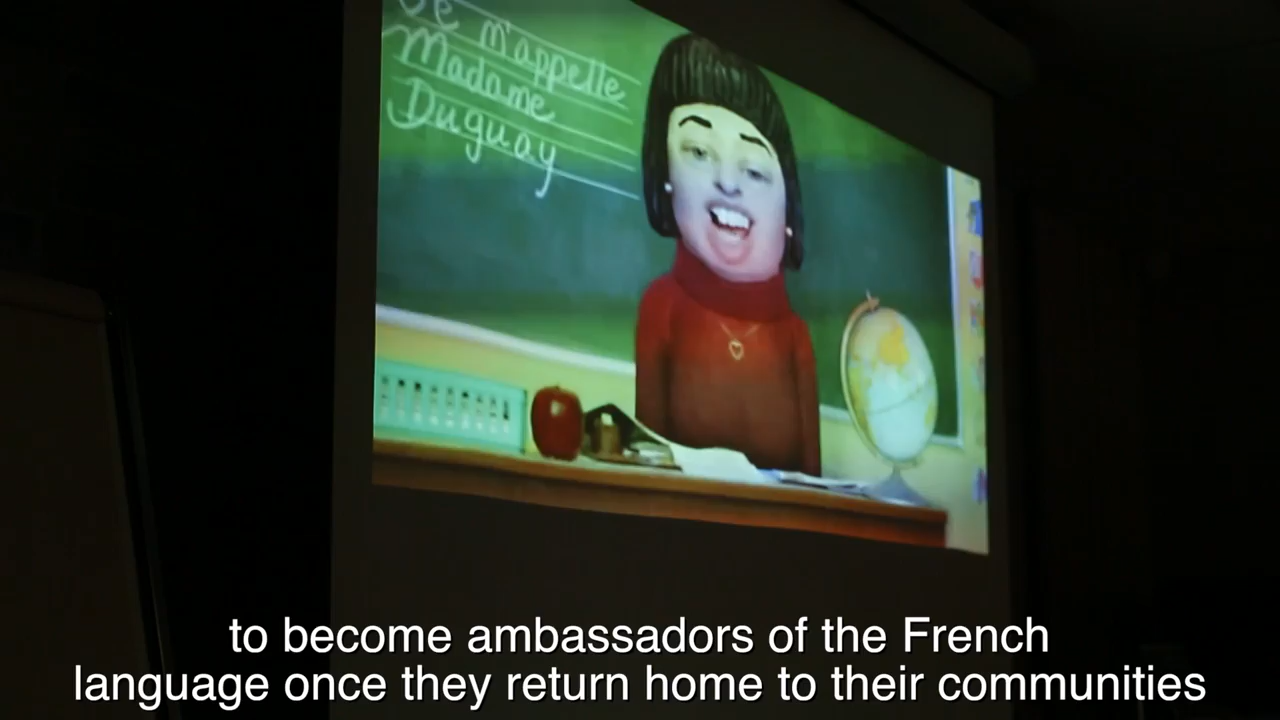 Je m'appelle
Madame
Duguay
to become ambassadors of the French
language once they return home to their communities